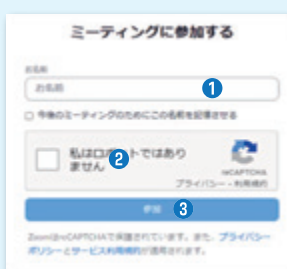 ミーティングに参加する
お名前
お名前
1
今後のミーティングのためにこの名前を記憶させる
私はロボットではあり
ません
2
reCAPTCHA
プライバシー - 利用規約
参加
3
ZoomはreCAPTCHAで保護されています。また、プライバシー
ポリシーとサービス利用規約が適用されます。